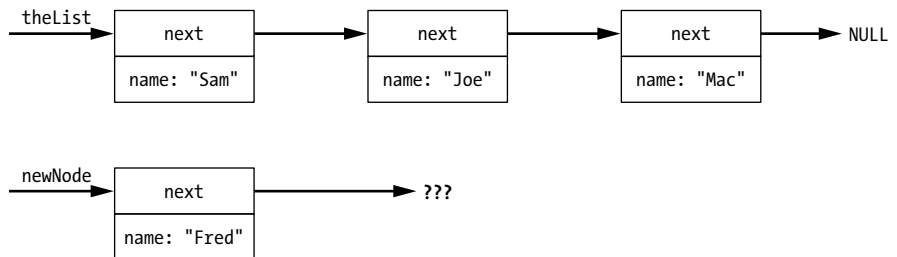 theList
next next next NULL
name: "Sam" name: "Joe" name: "Mac"
newNode
next ???
name: "Fred"